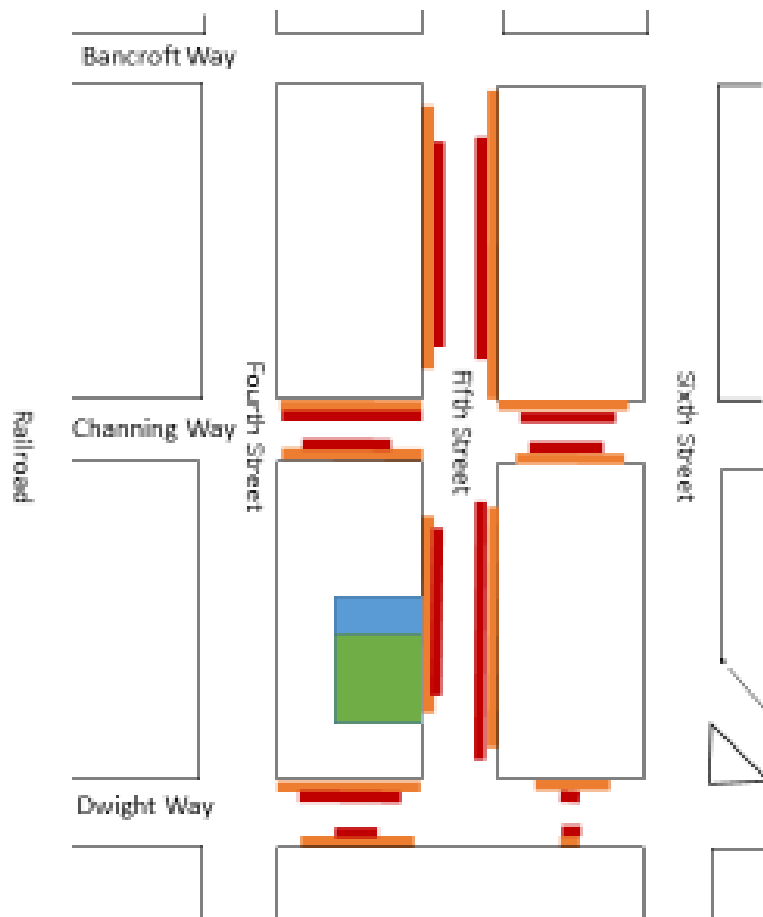 Bancroft Way
Fourth Street
Fifth Street
Sixth Street
Railroad
Channing Way
Dwight Way